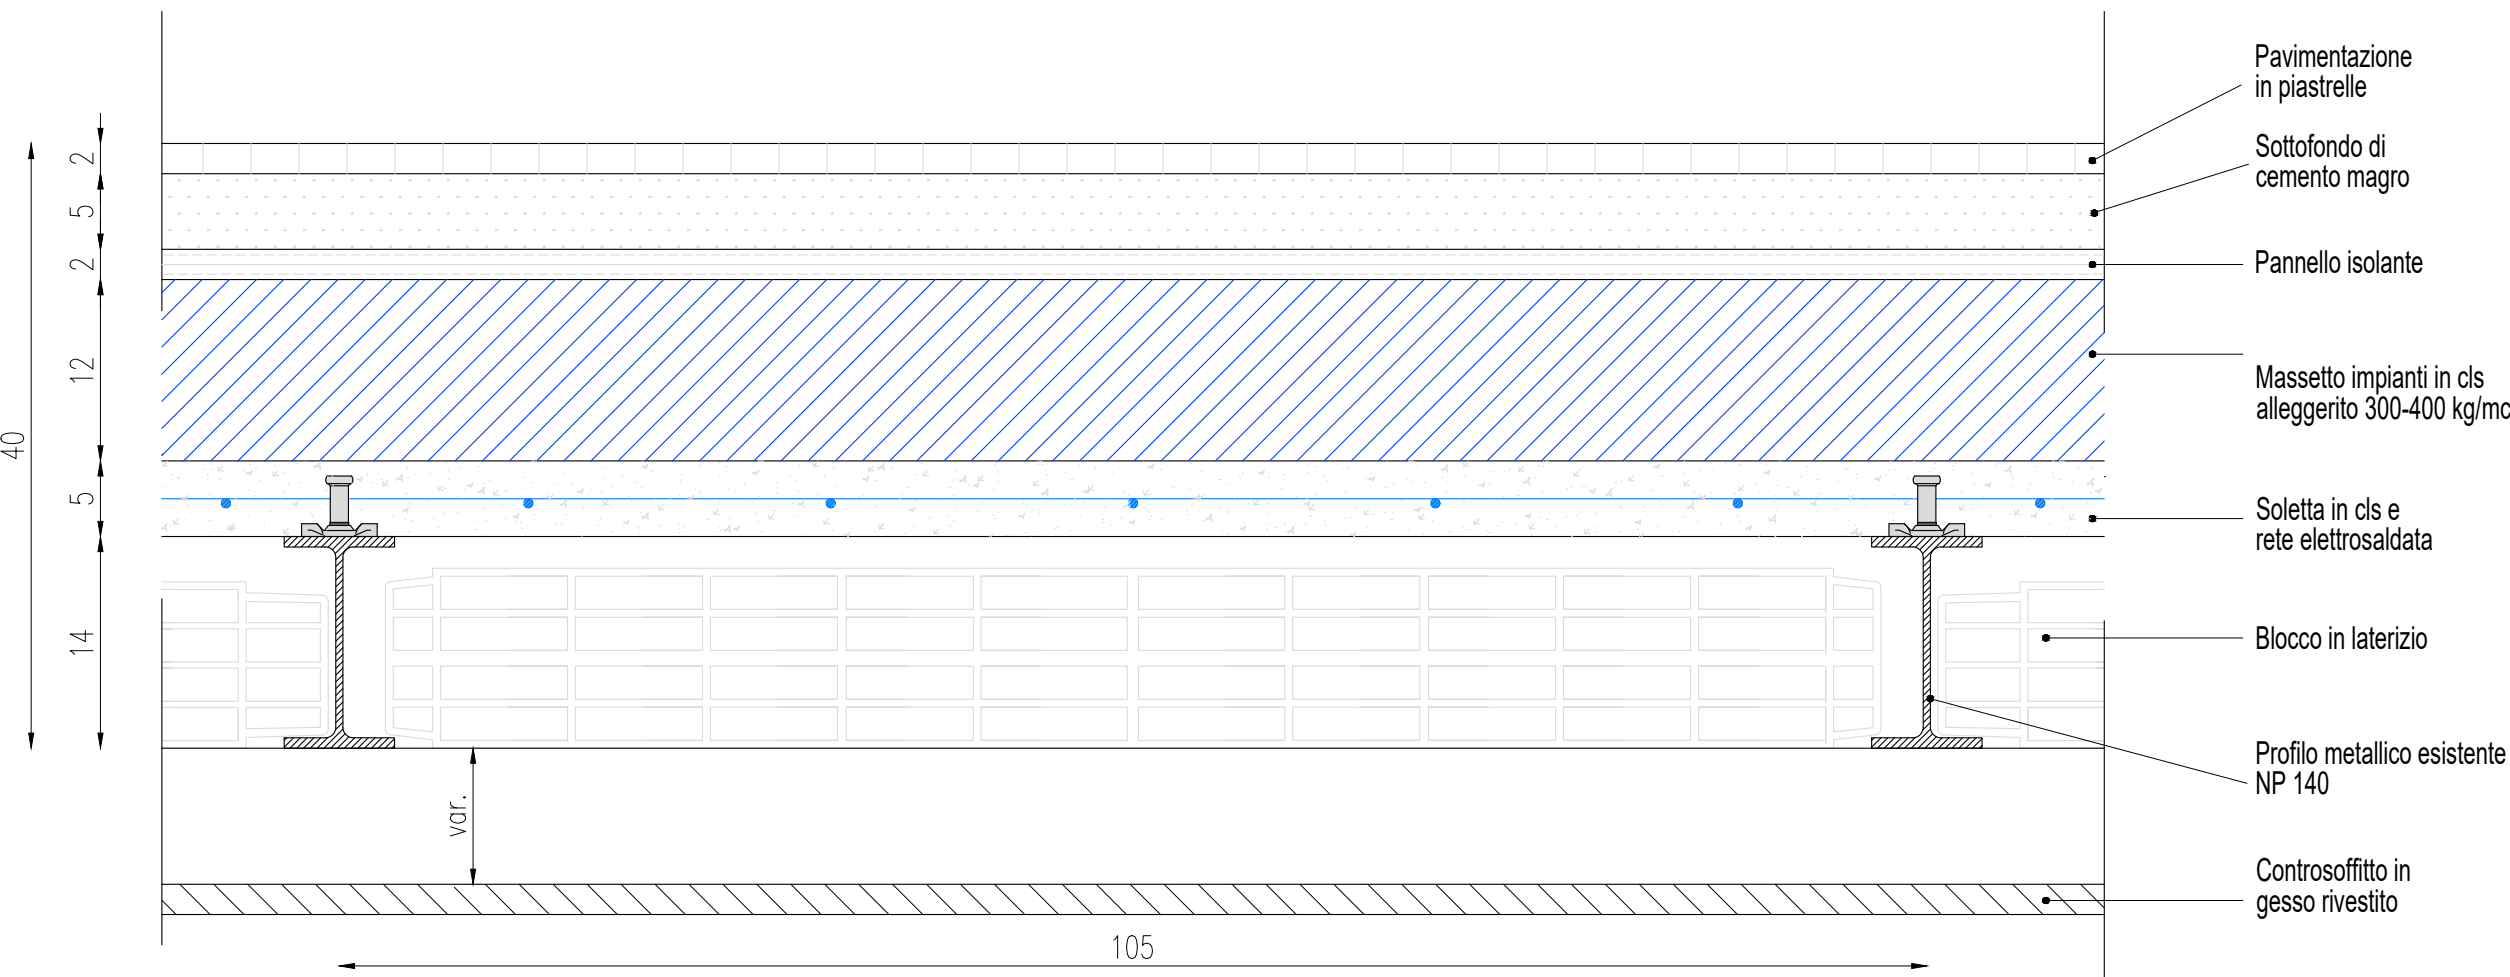 Pavimentazione
in piastrelle
Sottofondo di
cemento magro
Pannello isolante
Massetto impianti in cls
alleggerito 300-400 kg/mc
Soletta in cls e
rete elettrosaldata
Blocco in laterizio
Profilo metallico esistente
NP 140
Controsoffitto in
gesso rivestito
2
5
2
12
5
14
40
var.
105